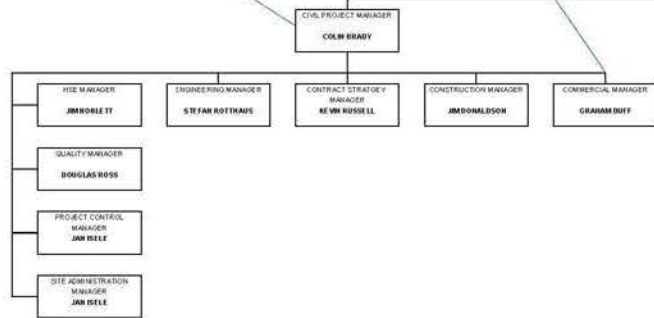 CIVIL PROJECT MANAGER
COLIN BRADY
HSE MANAGER
JIM NOBLETT
ENGINEERING MANAGER
STEFAN ROTTHAUS
CONTRACT STRATGEY
MANAGER
KEVIN RUSSELL
CONSTRUCTION MANAGER
JIM DONALDSON
COMMERCIAL MANAGER
GRAHAM DUFF
QUALITY MANAGER
DOUGLAS ROSS
PROJECT CONTROL
MANAGER
JAN ISELE
SITE ADMINISTRATION
MANAGER
JAN ISELE